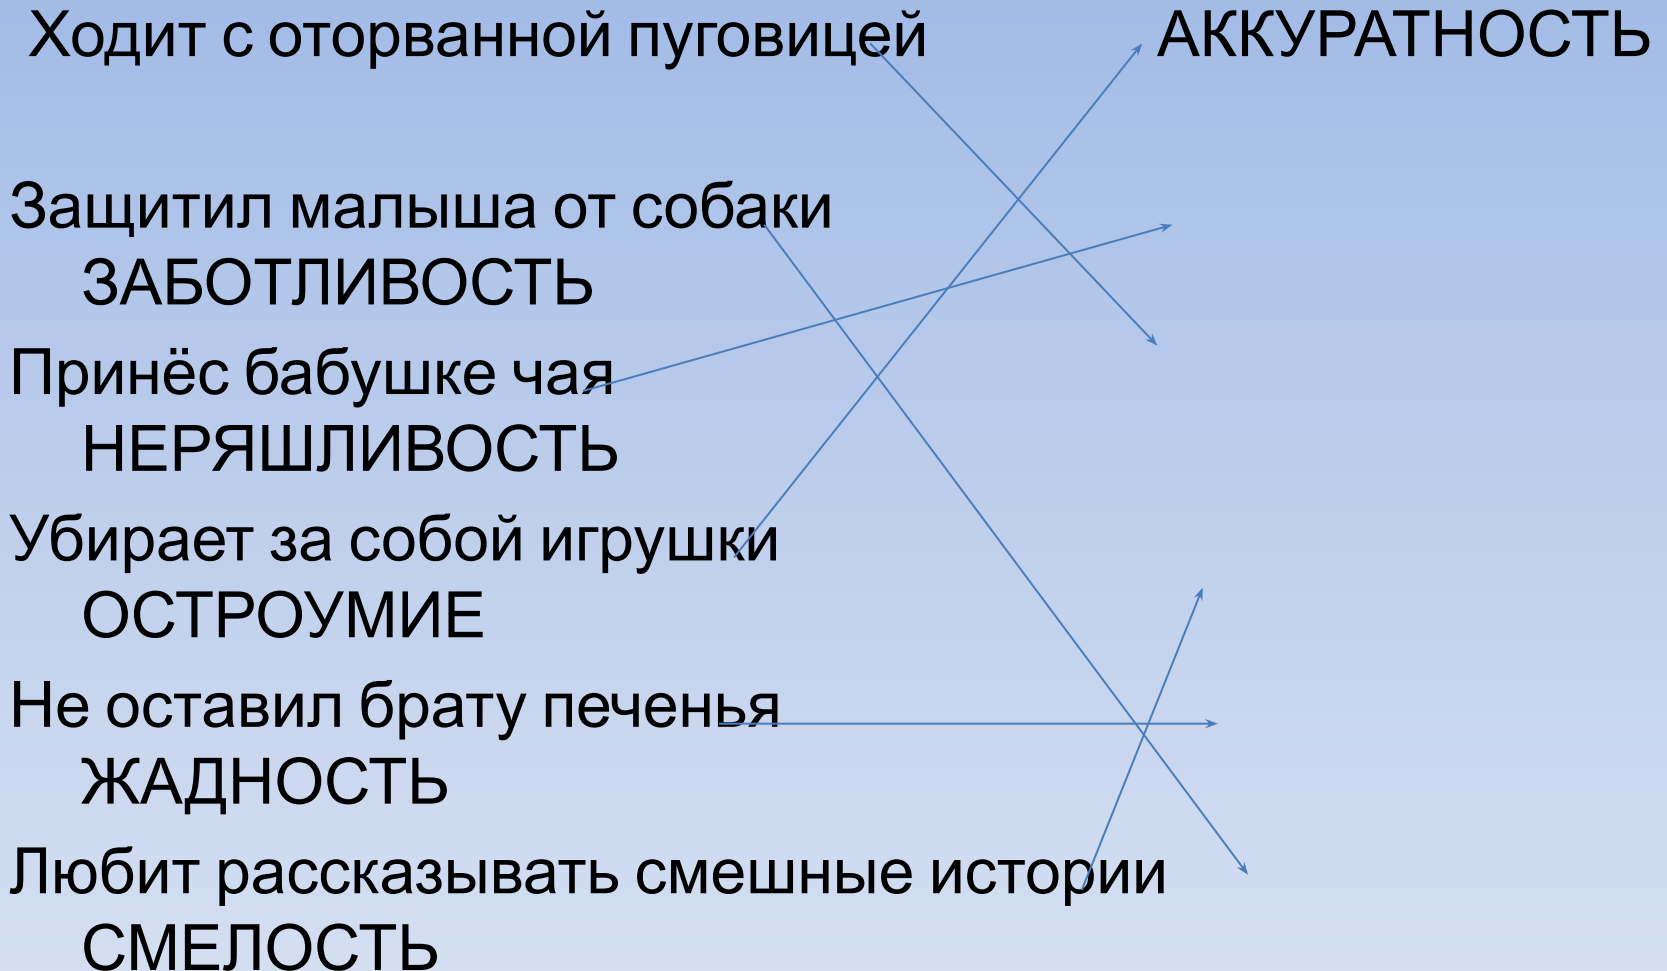 Ходит с оторванной пуговицей АККУРАТНОСТЬ
Защитил малыша от собаки
ЗАБОТЛИВОСТЬ
Принёс бабушке чая
НЕРЯШЛИВОСТЬ
Убирает за собой игрушки
ОСТРОУМИЕ
Не оставил брату печенья
ЖАДНОСТЬ
Любит рассказывать смешные истории
СМЕЛОСТЬ